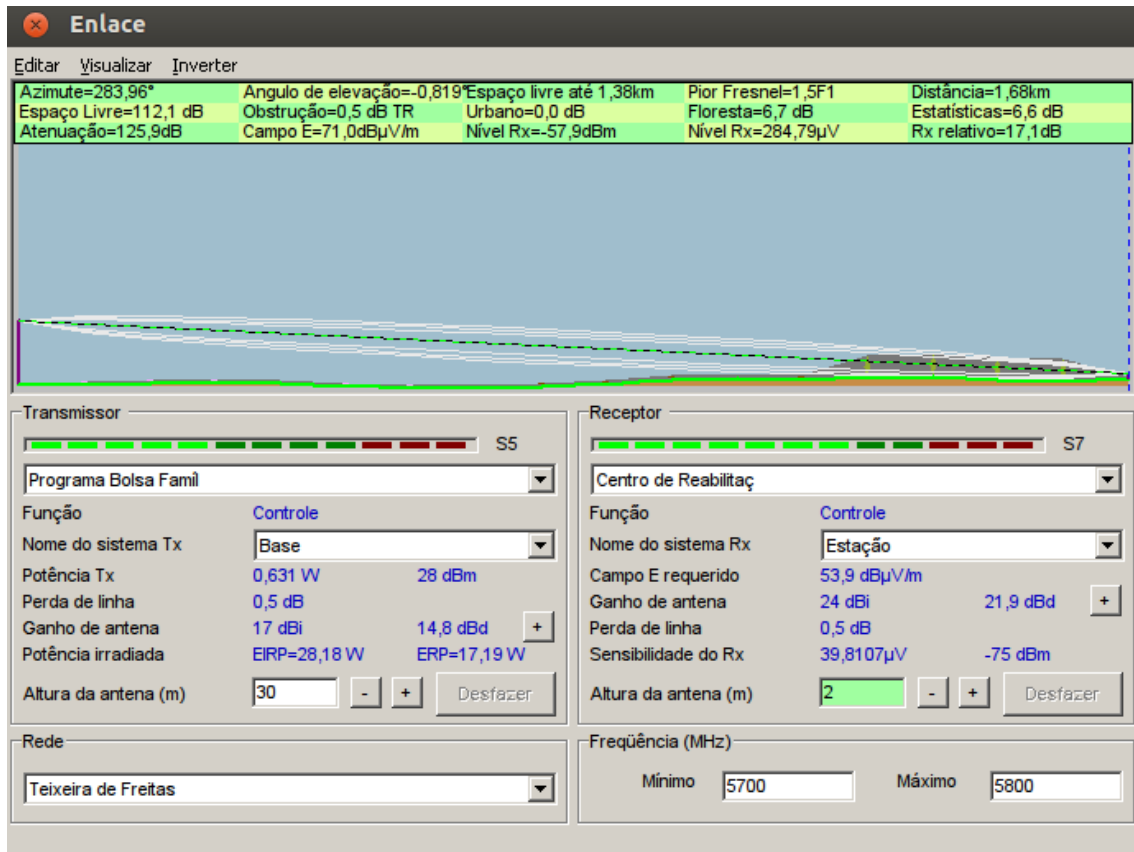 Enlace
Editar Visualizar Inverter
Azimute=283,96° Angulo de elevação=-0,819° Espaço livre até 1,38km Pior Fresnel=1,5F1 Distância=1,68km
Espaço Livre=112,1 dB Obstrução=0,5 dB TR Urbano=0,0 dB Floresta=6,7 dB Estatísticas=6,6 dB
Atenuação=125,9dB Campo E=71,0dBµV/m Nível Rx=-57,9dBm Nível Rx=284,79µV Rx relativo=17,1dB
Transmissor
S5
Programa Bolsa Famíl
Função Controle
Nome do sistema Tx Base
Potência Tx 0,631 W 28 dBm
Perda de linha 0,5 dB
Ganho de antena 17 dBi 14,8 dBd +
Potência irradiada EIRP=28,18 W ERP=17,19 W
Altura da antena (m) 30 - + Desfazer
Receptor
S7
Centro de Reabilitaç
Função Controle
Nome do sistema Rx Estação
Campo E requerido 53,9 dBµV/m
Ganho de antena 24 dBi 21,9 dBd +
Perda de linha 0,5 dB
Sensibilidade do Rx 39,8107µV -75 dBm
Altura da antena (m) 2 - + Desfazer
Rede
Teixeira de Freitas
Freqüência (MHz)
Mínimo 5700 Máximo 5800